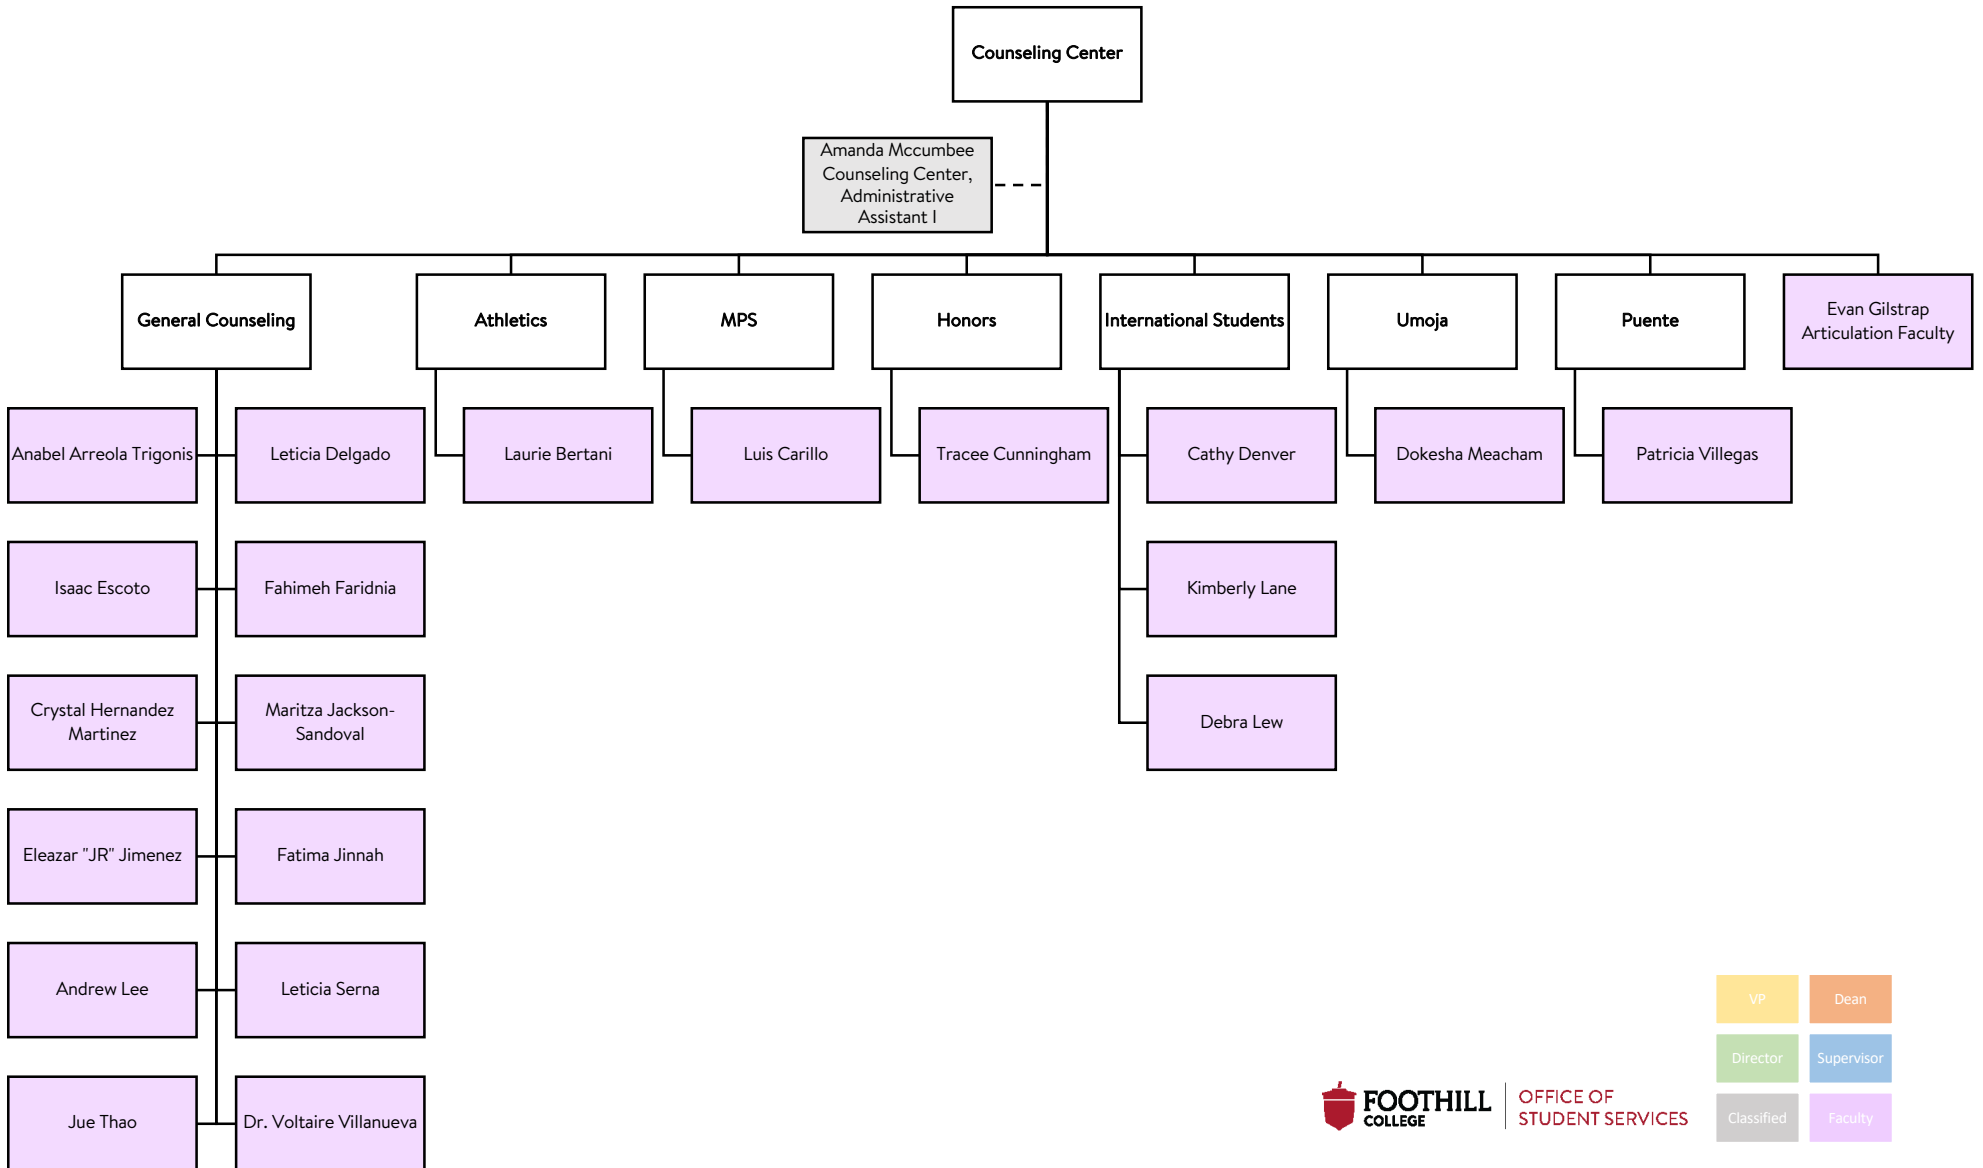 Counseling Center
Amanda Mccumbee
Counseling Center,
Administrative
Assistant I
General Counseling
Athletics
MPS
Honors
International Students
Umoja
Puente
Evan Gilstrap
Articulation Faculty
Anabel Arreola Trigonis
Leticia Delgado
Laurie Bertani
Luis Carillo
Tracee Cunningham
Cathy Denver
Dokesha Meacham
Patricia Villegas
Isaac Escoto
Fahimeh Faridnia
Kimberly Lane
Crystal Hernandez
Martinez
Maritza Jackson-
Sandoval
Debra Lew
Eleazar "JR" Jimenez
Fatima Jinnah
Andrew Lee
Leticia Serna
Jue Thao
Dr. Voltaire Villanueva
VP
Dean
Director
Supervisor
Classified
Faculty
FOOTHILL
COLLEGE
OFFICE OF
STUDENT SERVICES